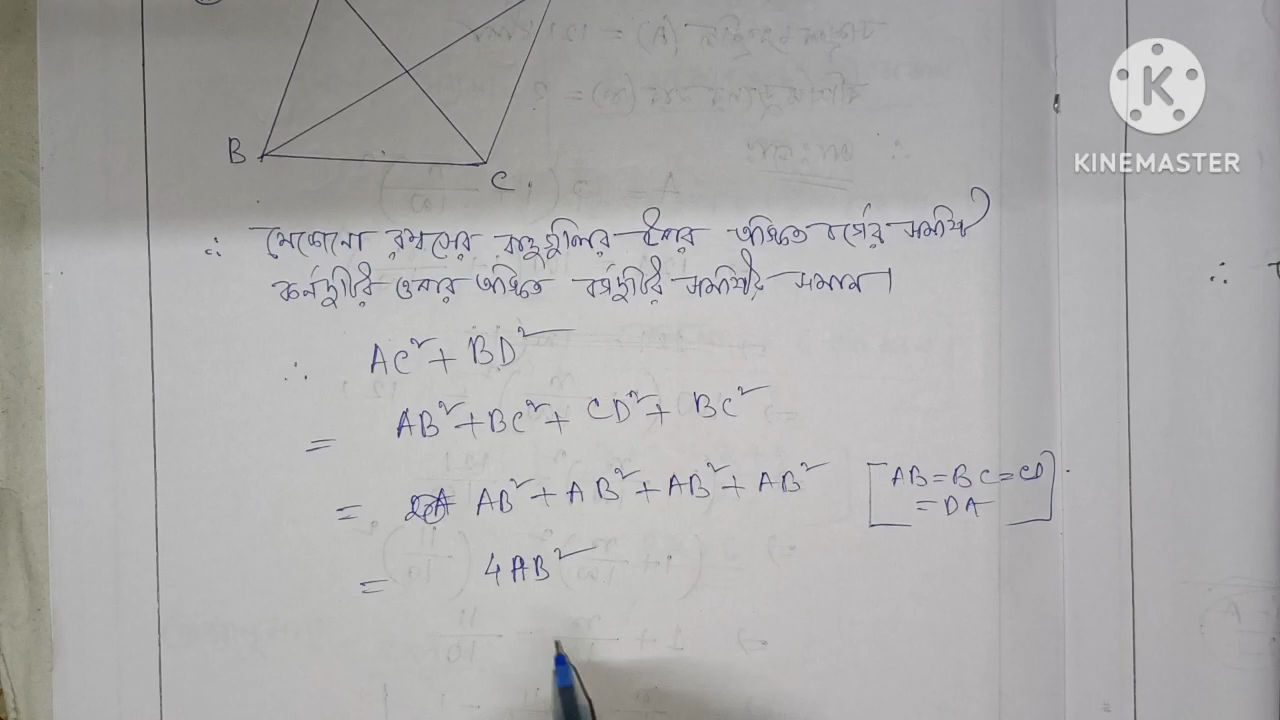 K
KINEMASTER
B
C
∴ যেকোনো রম্বসের বাহুগুলির উপর অঙ্কিত বর্গের সমষ্টি
কর্ণদুটির ওপর অঙ্কিত বর্গদুটির সমষ্টির সমান।
∴ AC² + BD²
= AB² + BC² + CD² + BC²
= AB² + AB² + AB² + AB² [AB = BC = CD
= DA]
= 4AB²
∴